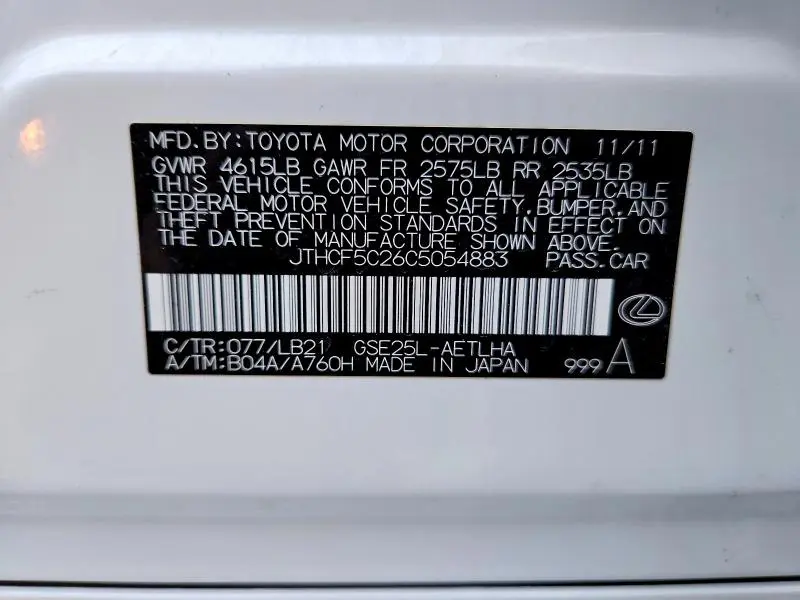 MFD. BY: TOYOTA MOTOR CORPORATION 11/11
GVWR 4615LB GAWR FR 2575LB RR 2535LB
THIS VEHICLE CONFORMS TO ALL APPLICABLE
FEDERAL MOTOR VEHICLE SAFETY, BUMPER, AND
THEFT PREVENTION STANDARDS IN EFFECT ON
THE DATE OF MANUFACTURE SHOWN ABOVE.
JTHCF5C26C5054883 PASS. CAR
C/TR: 077/LB21 GSE25L-AETLHA
A/TM: B04A/A760H MADE IN JAPAN 999 A